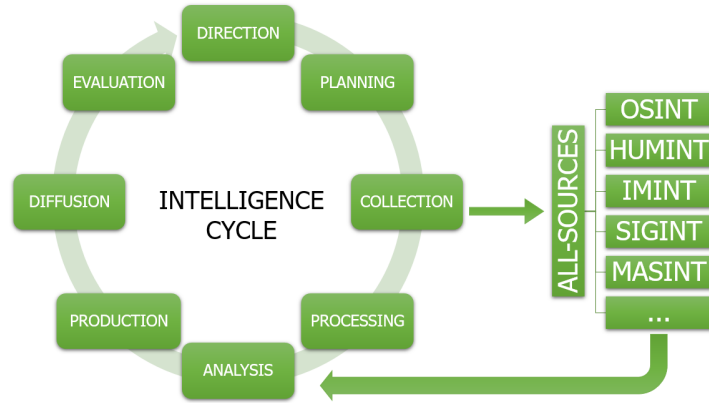 DIRECTION
PLANNING
COLLECTION
PROCESSING
ANALYSIS
PRODUCTION
DIFFUSION
EVALUATION
INTELLIGENCE
CYCLE
ALL-SOURCES
OSINT
HUMINT
IMINT
SIGINT
MASINT
...